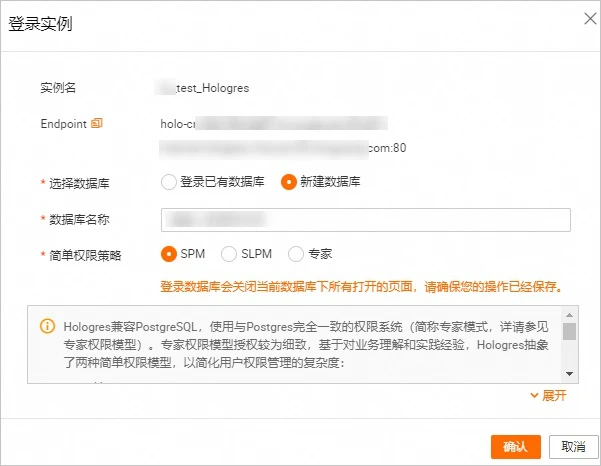 登录实例
实例名
_test_Hologres
Endpoint
holo-c
com:80
* 选择数据库
登录已有数据库
新建数据库
* 数据库名称
* 简单权限策略
SPM
SLPM
专家
登录数据库会关闭当前数据库下所有打开的页面，请确保您的操作已经保存。
Hologres兼容PostgreSQL，使用与Postgres完全一致的权限系统（简称专家模式，详请参见
专家权限模型）。专家权限模型授权较为细致，基于对业务理解和实践经验，Hologres抽象
了两种简单权限模型，以简化用户权限管理的复杂度：
展开
确认
取消